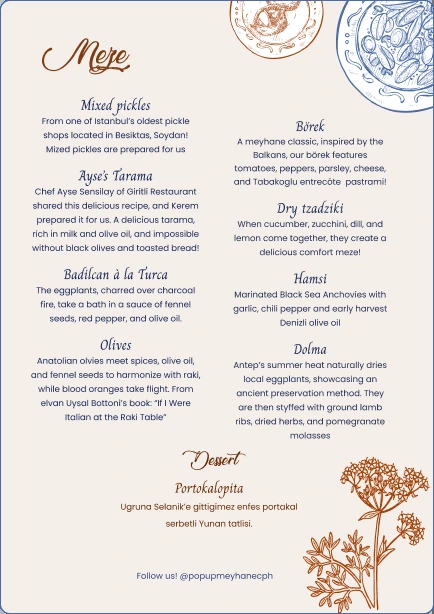 Meze
Mixed pickles
From one of Istanbul's oldest pickle
shops located in Besiktas, Soydan!
Mized pickles are prepared for us
Ayse's Tarama
Chef Ayse Sensilay of Giritli Restaurant
shared this delicious recipe, and Kerem
prepared it for us. A delicious tarama,
rich in milk and olive oil, and impossible
without black olives and toasted bread!
Badilcan à la Turca
The eggplants, charred over charcoal
fire, take a bath in a sauce of fennel
seeds, red pepper, and olive oil.
Olives
Anatolian olvies meet spices, olive oil,
and fennel seeds to harmonize with raki,
while blood oranges take flight. From
elvan Uysal Bottoni's book: "If I Were
Italian at the Raki Table"
Börek
A meyhane classic, inspired by the
Balkans, our börek features
tomatoes, peppers, parsley, cheese,
and Tabakoglu entrecôte pastrami!
Dry tzadziki
When cucumber, zucchini, dill, and
lemon come together, they create a
delicious comfort meze!
Hamsi
Marinated Black Sea Anchovies with
garlic, chili pepper and early harvest
Denizli olive oil
Dolma
Antep's summer heat naturally dries
local eggplants, showcasing an
ancient preservation method. They
are then styffed with ground lamb
ribs, dried herbs, and pomegranate
molasses
Dessert
Portokalopita
Ugruna Selanik'e gittigimez enfes portakal
serbetli Yunan tatlisi.
Follow us! @popupmeyhanecph